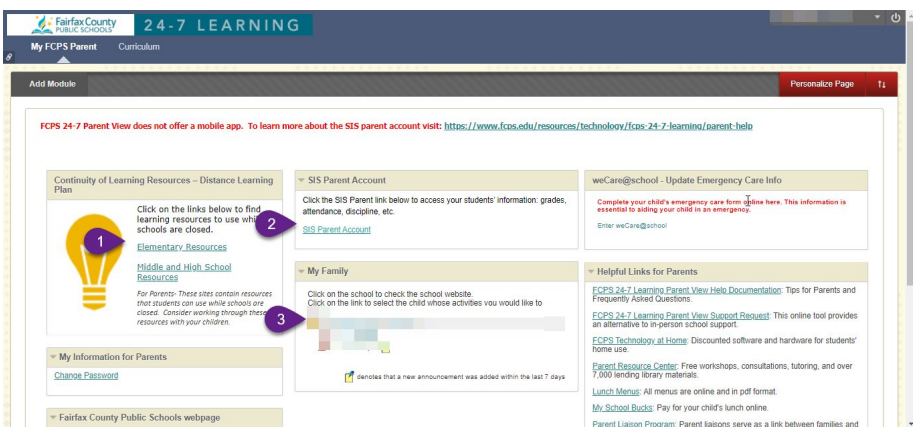 Fairfax County
PUBLIC SCHOOLS
24-7 LEARNING
My FCPS Parent
Curriculum
Add Module
Personalize Page
FCPS 24-7 Parent View does not offer a mobile app. To learn more about the SIS parent account visit: https://www.fcps.edu/resources/technology/fcps-24-7-learning/parent-help
Continuity of Learning Resources – Distance Learning
Plan
Click on the links below to find
learning resources to use while
schools are closed.
1
Elementary Resources
Middle and High School
Resources
For Parents- These sites contain resources
that students can use while schools are
closed. Consider working through these
resources with your children.
My Information for Parents
Change Password
Fairfax County Public Schools webpage
SIS Parent Account
Click the SIS Parent link below to access your students' information: grades,
attendance, discipline, etc.
2
SIS Parent Account
My Family
Click on the school to check the school website.
Click on the link to select the child whose activities you would like to
3
denotes that a new announcement was added within the last 7 days
weCare@school - Update Emergency Care Info
Complete your child's emergency care form online here. This information is
essential to aiding your child in an emergency.
Enter weCare@school
Helpful Links for Parents
FCPS 24-7 Learning Parent View Help Documentation: Tips for Parents and
Frequently Asked Questions.
FCPS 24-7 Learning Parent View Support Request: This online tool provides
an alternative to in-person school support.
FCPS Technology at Home: Discounted software and hardware for students'
home use.
Parent Resource Center: Free workshops, consultations, tutoring, and over
7,000 lending library materials.
Lunch Menus: All menus are online and in pdf format.
My School Bucks: Pay for your child's lunch online.
Parent Liaison Program: Parent liaisons serve as a link between families and